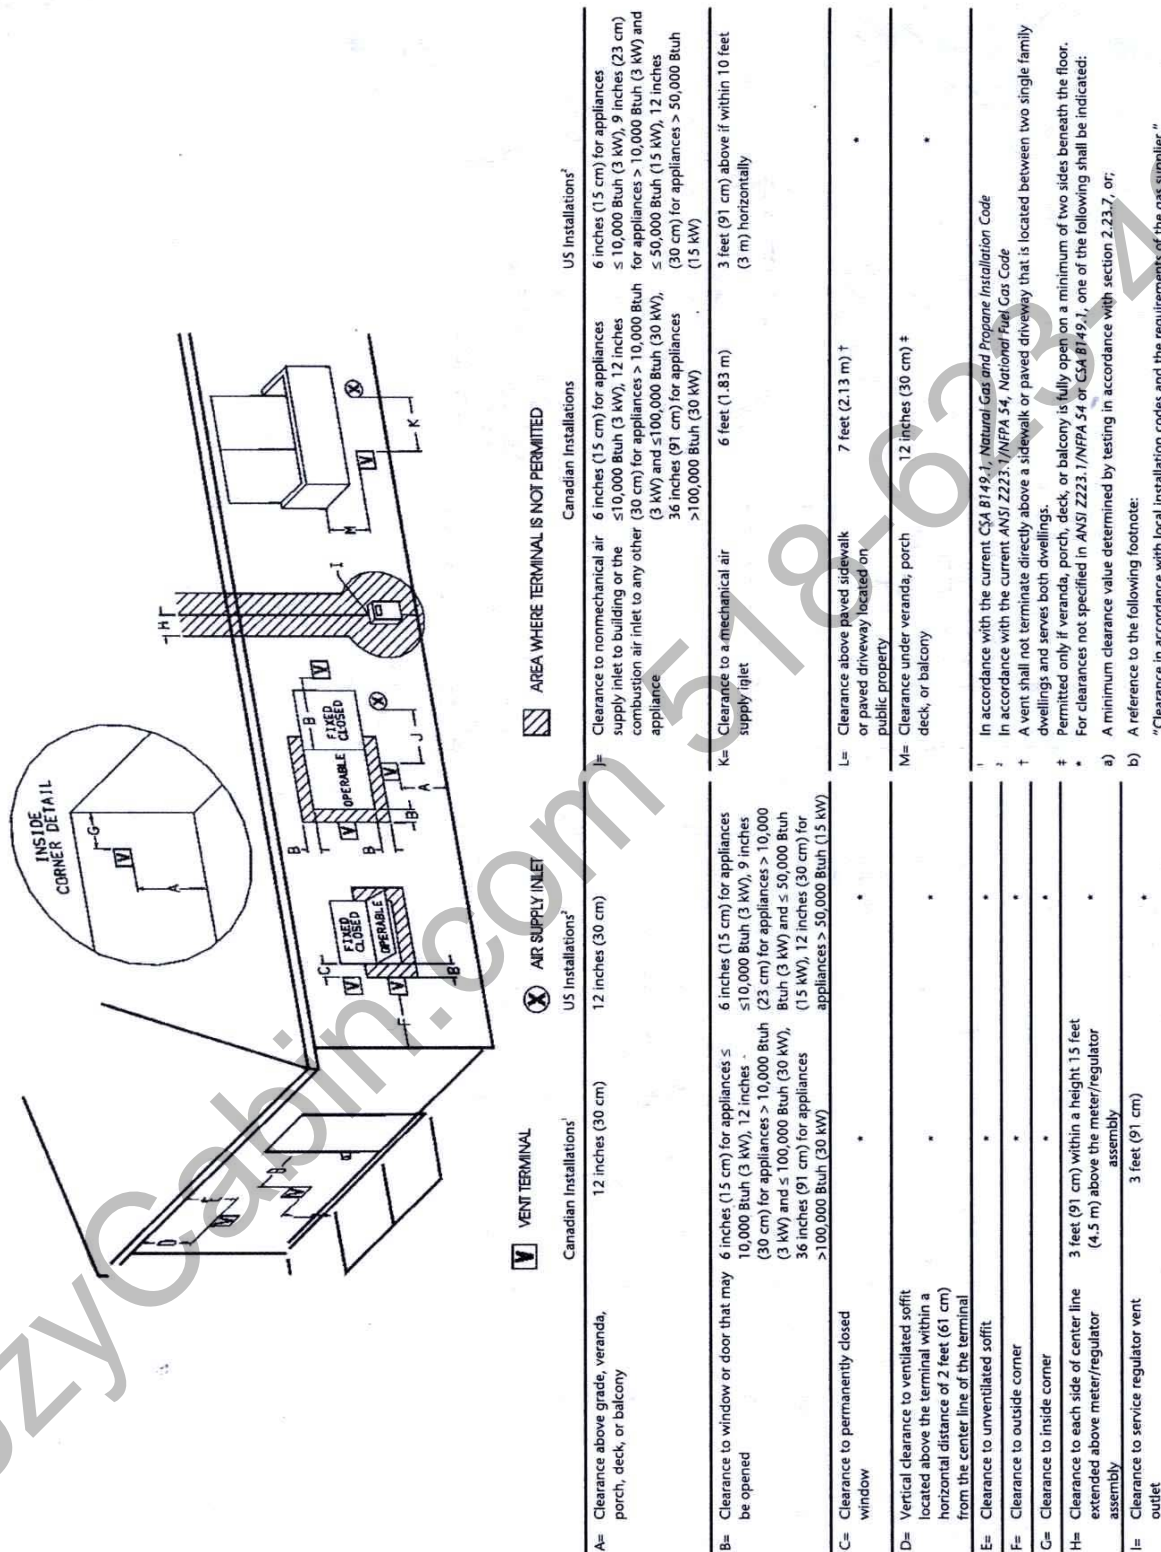 INSIDE
CORNER DETAIL
G
V
A
D
E
V
B
V
F
V
C
V
FIXED
CLOSED
OPERABLE
B
B
V
OPERABLE
FIXED
CLOSED
B
V
B
B
V
A
J
X
H
I
M
V
K
X
V VENT TERMINAL
X AIR SUPPLY INLET
AREA WHERE TERMINAL IS NOT PERMITTED
Canadian Installations¹ US Installations²
A= Clearance above grade, veranda, 12 inches (30 cm) 12 inches (30 cm)
porch, deck, or balcony
B= Clearance to window or door that may 6 inches (15 cm) for appliances ≤ 6 inches (15 cm) for appliances
be opened 10,000 Btuh (3 kW), 12 inches ≤10,000 Btuh (3 kW), 9 inches
(30 cm) for appliances > 10,000 Btuh (23 cm) for appliances > 10,000
(3 kW) and ≤ 100,000 Btuh (30 kW), Btuh (3 kW) and ≤ 50,000 Btuh
36 inches (91 cm) for appliances (15 kW), 12 inches (30 cm) for
>100,000 Btuh (30 kW) appliances > 50,000 Btuh (15 kW)
C= Clearance to permanently closed * *
window
D= Vertical clearance to ventilated soffit
located above the terminal within a * *
horizontal distance of 2 feet (61 cm)
from the center line of the terminal
E= Clearance to unventilated soffit * *
F= Clearance to outside corner * *
G= Clearance to inside corner * *
H= Clearance to each side of center line 3 feet (91 cm) within a height 15 feet
extended above meter/regulator (4.5 m) above the meter/regulator *
assembly assembly
I= Clearance to service regulator vent 3 feet (91 cm) *
outlet
Canadian Installations US Installations²
J= Clearance to nonmechanical air 6 inches (15 cm) for appliances 6 inches (15 cm) for appliances
supply inlet to building or the ≤10,000 Btuh (3 kW), 12 inches ≤ 10,000 Btuh (3 kW), 9 inches (23 cm)
combustion air inlet to any other (30 cm) for appliances > 10,000 Btuh for appliances > 10,000 Btuh (3 kW) and
appliance (3 kW) and ≤100,000 Btuh (30 kW), ≤ 50,000 Btuh (15 kW), 12 inches
36 inches (91 cm) for appliances (30 cm) for appliances > 50,000 Btuh
>100,000 Btuh (30 kW) (15 kW)
K= Clearance to a mechanical air 6 feet (1.83 m) 3 feet (91 cm) above if within 10 feet
supply inlet (3 m) horizontally
L= Clearance above paved sidewalk 7 feet (2.13 m) † *
or paved driveway located on
public property
M= Clearance under veranda, porch 12 inches (30 cm) ‡ *
deck, or balcony
¹ In accordance with the current CSA B149.1, Natural Gas and Propane Installation Code
² In accordance with the current ANSI Z223.1/NFPA 54, National Fuel Gas Code
† A vent shall not terminate directly above a sidewalk or paved driveway that is located between two single family
dwellings and serves both dwellings.
‡ Permitted only if veranda, porch, deck, or balcony is fully open on a minimum of two sides beneath the floor.
* For clearances not specified in ANSI Z223.1/NFPA 54 or CSA B149.1, one of the following shall be indicated:
a) A minimum clearance value determined by testing in accordance with section 2.23.7, or;
b) A reference to the following footnote:
"Clearance in accordance with local installation codes and the requirements of the gas supplier."
ozyCabin.com 518-623-4